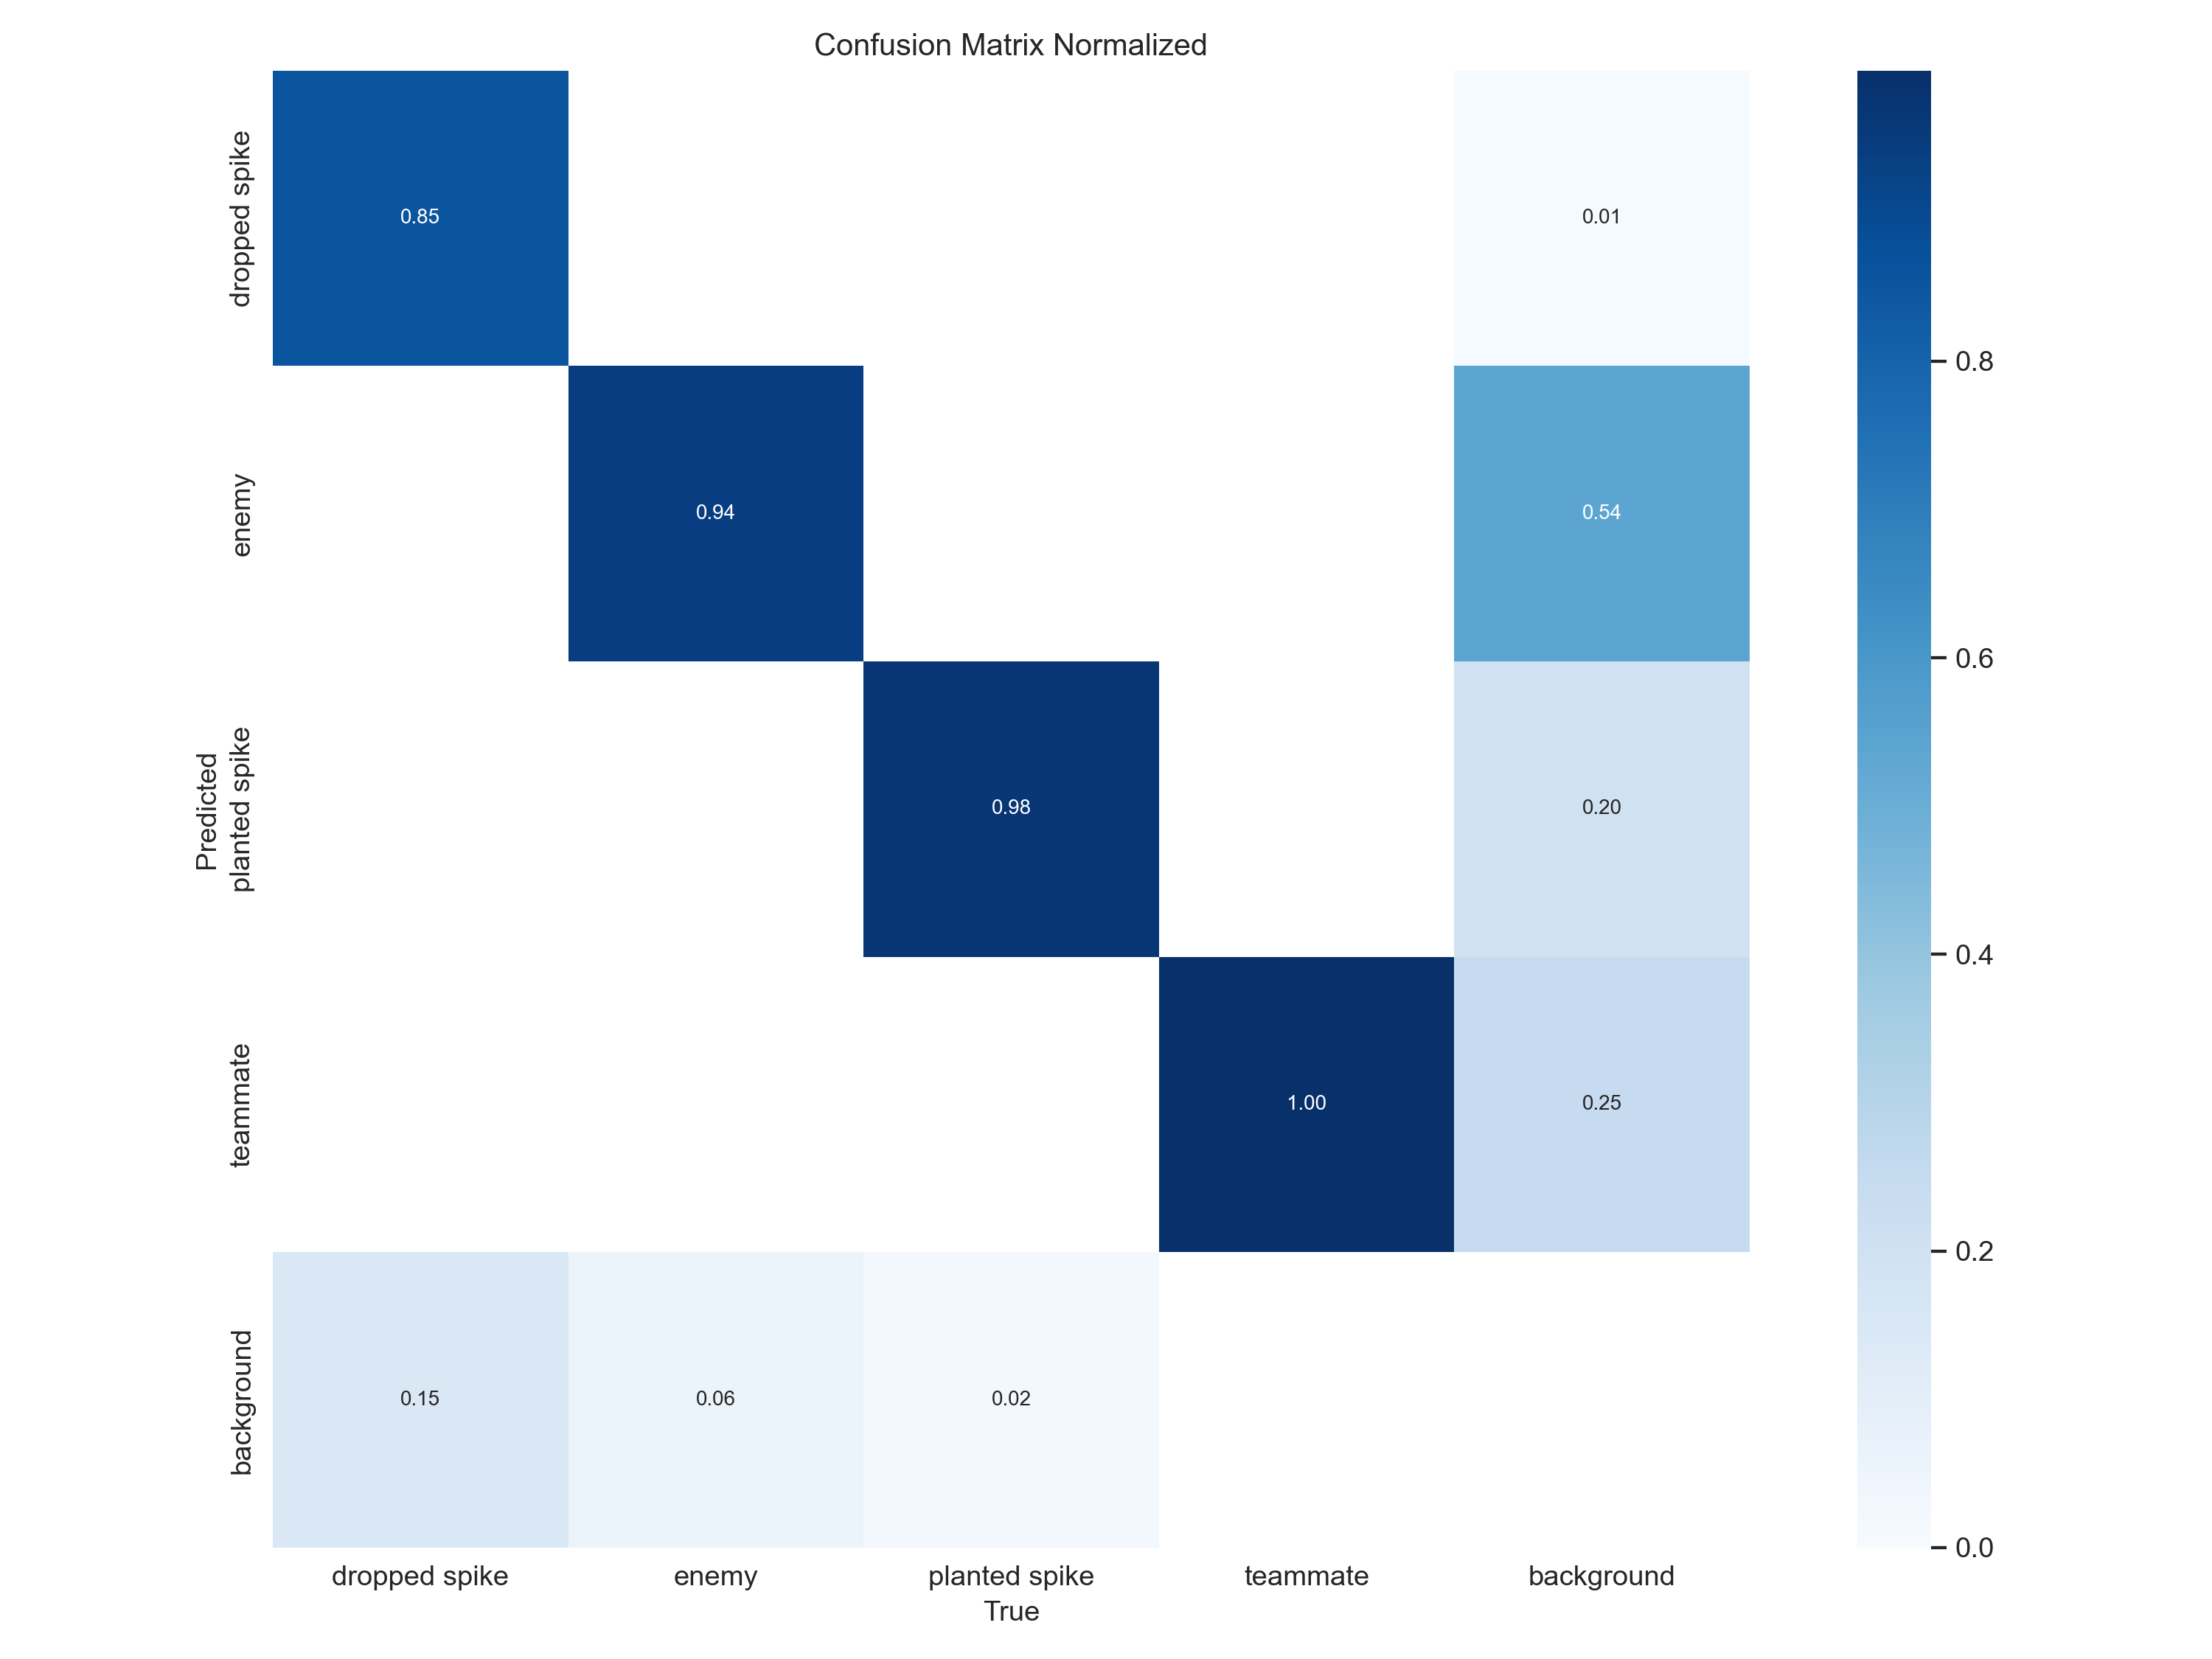 Confusion Matrix Normalized
dropped spike
0.85
0.01
0.8
enemy
0.94
0.54
0.6
Predicted
planted spike
0.98
0.20
0.4
teammate
1.00
0.25
0.2
background
0.15
0.06
0.02
0.0
dropped spike
enemy
planted spike
teammate
background
True